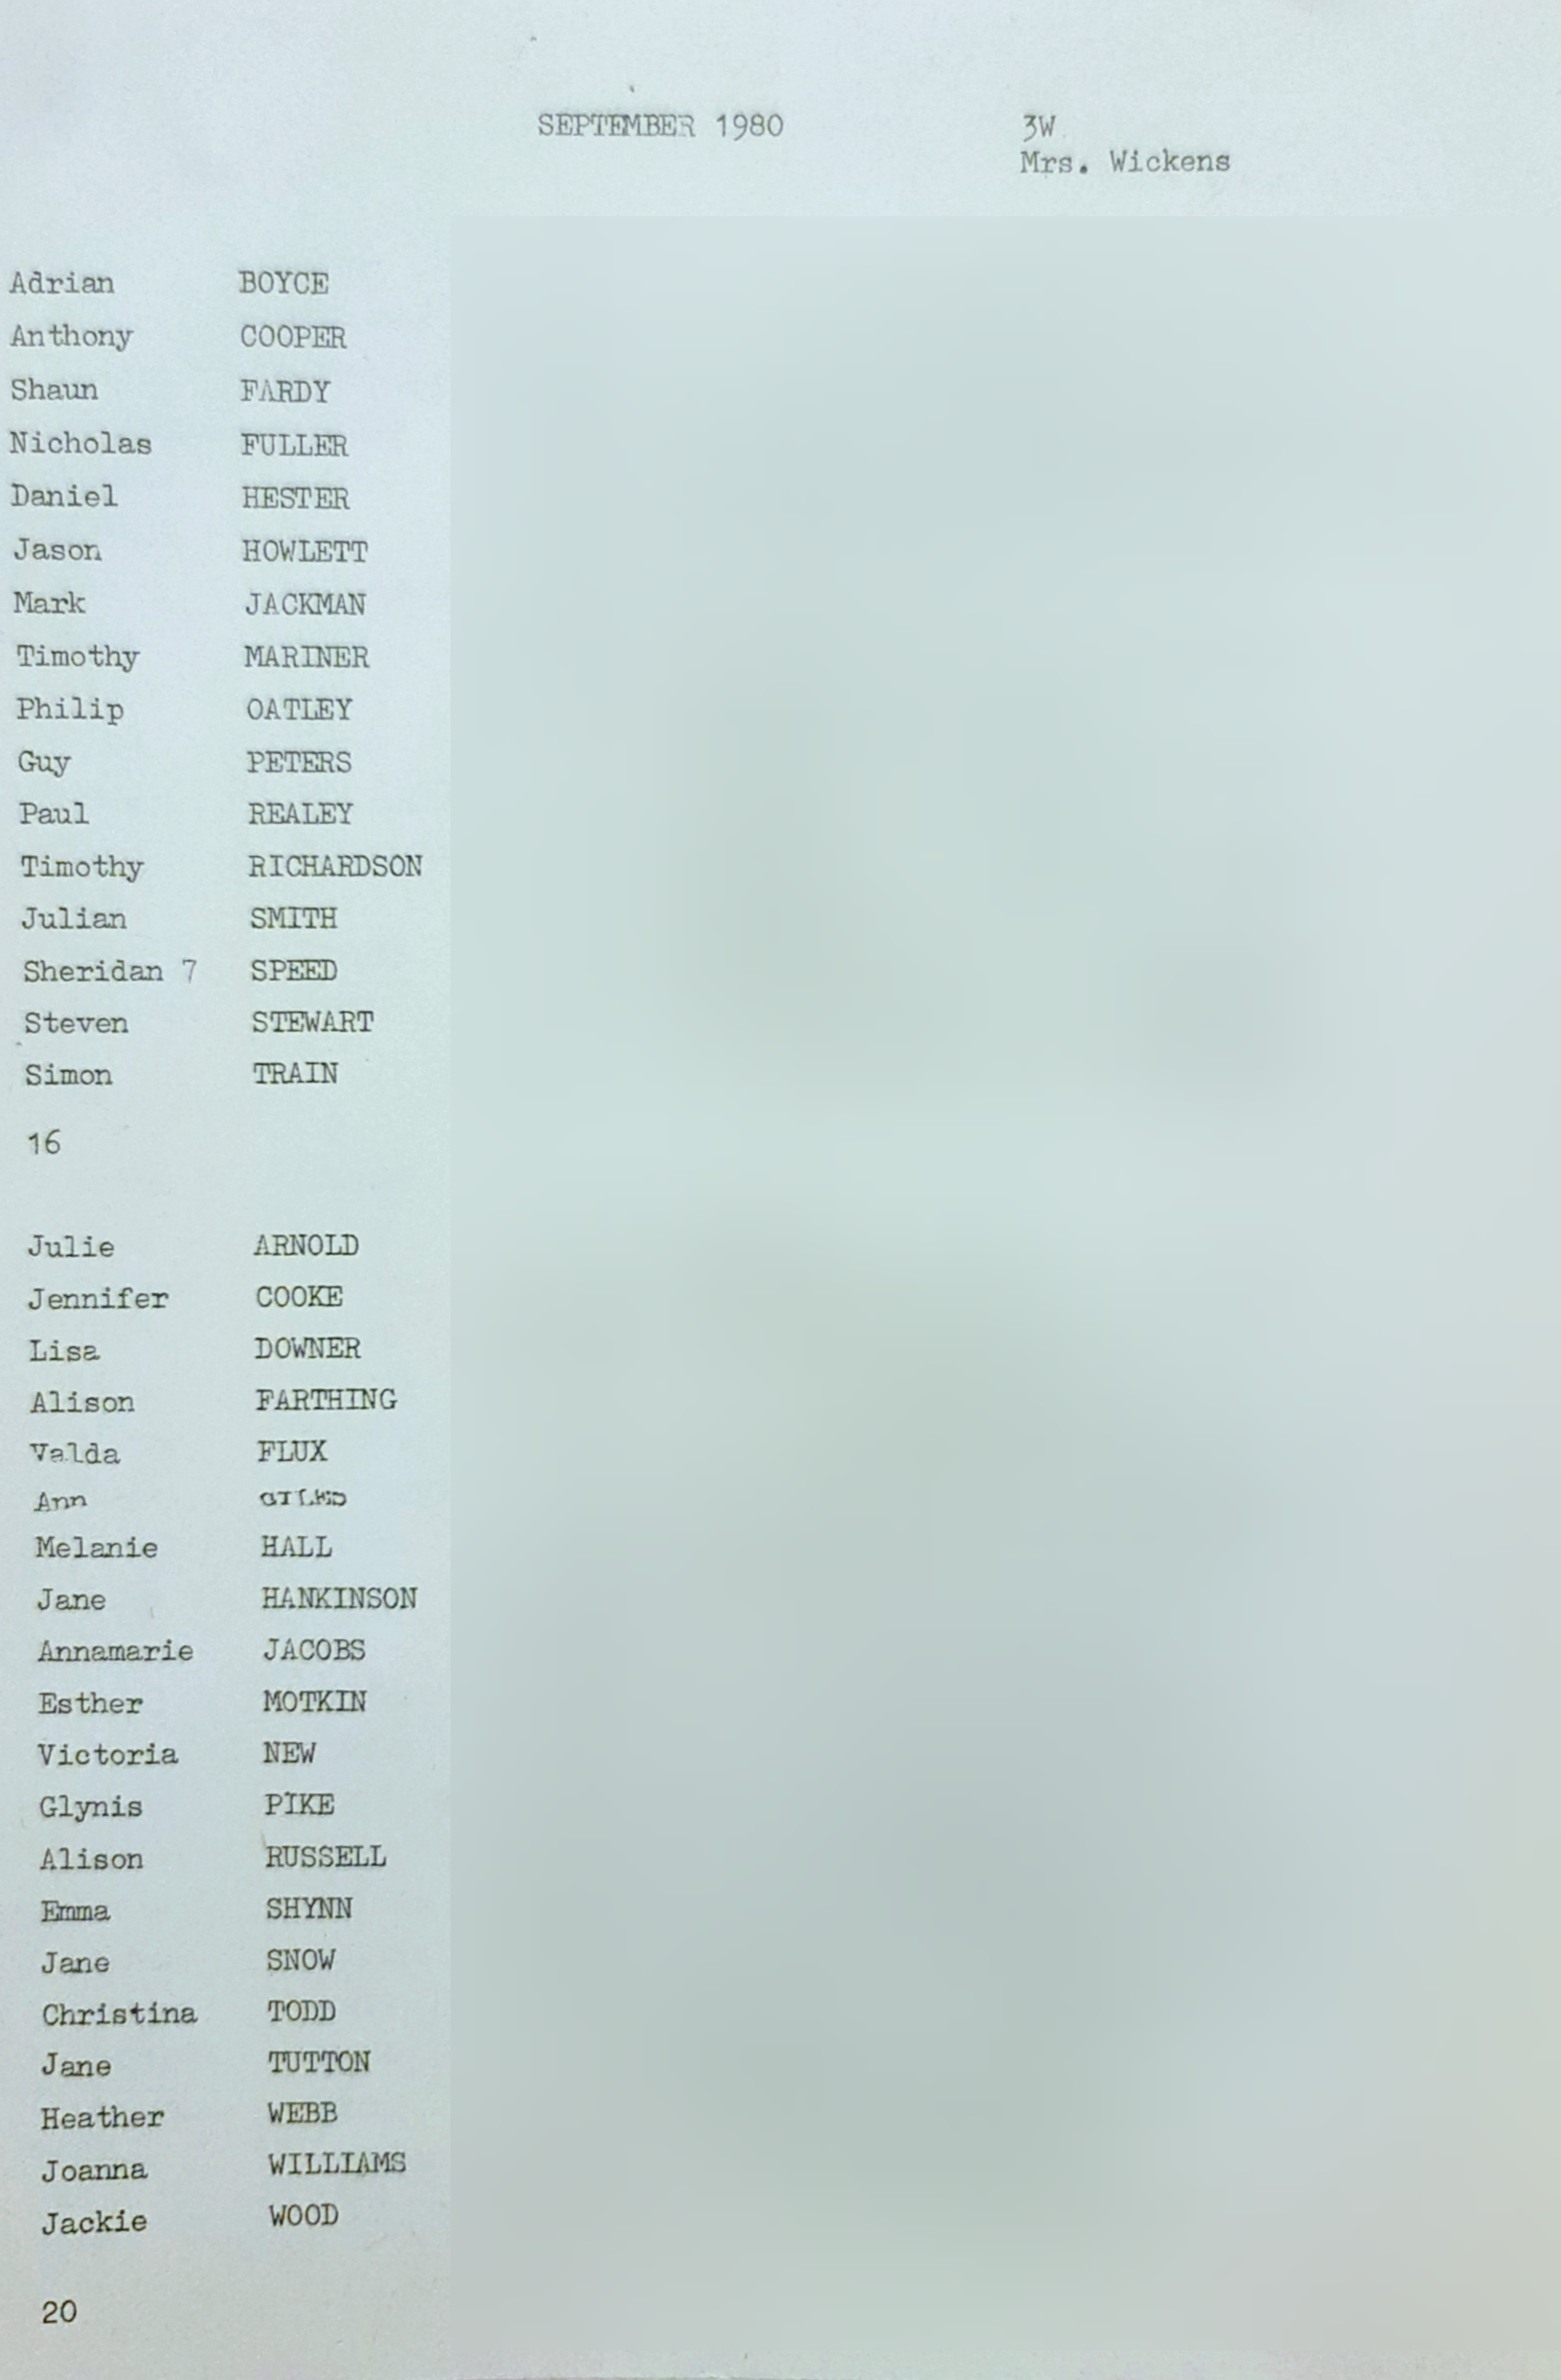 SEPTEMBER 1980 3W
Mrs. Wickens
Adrian BOYCE
Anthony COOPER
Shaun FARDY
Nicholas FULLER
Daniel HESTER
Jason HOWLETT
Mark JACKMAN
Timothy MARINER
Philip OATLEY
Guy PETERS
Paul REALEY
Timothy RICHARDSON
Julian SMITH
Sheridan 7 SPEED
Steven STEWART
Simon TRAIN
16
Julie ARNOLD
Jennifer COOKE
Lisa DOWNER
Alison FARTHING
Valda FLUX
Ann
Melanie HALL
Jane HANKINSON
Annamarie JACOBS
Esther MOTKIN
Victoria NEW
Glynis PIKE
Alison RUSSELL
Emma SHYNN
Jane SNOW
Christina TODD
Jane TUTTON
Heather WEBB
Joanna WILLIAMS
Jackie WOOD
20